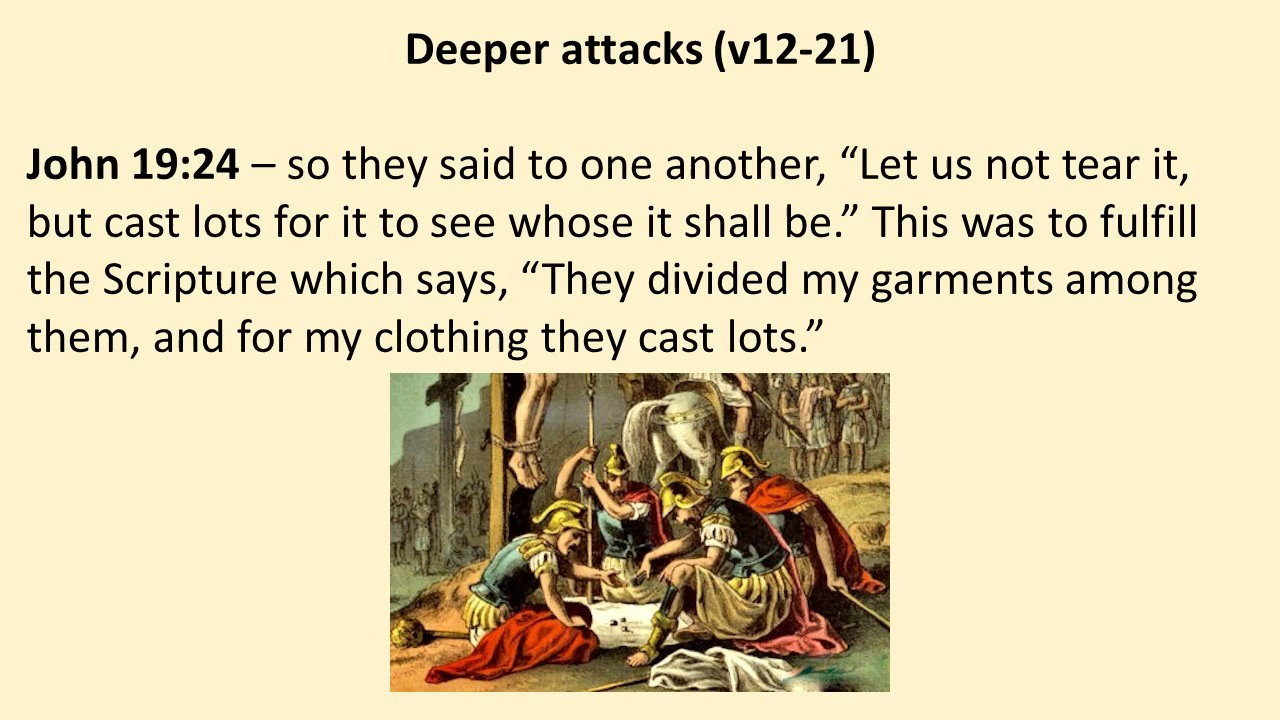 Deeper attacks (v12-21)
John 19:24 – so they said to one another, “Let us not tear it,
but cast lots for it to see whose it shall be.” This was to fulfill
the Scripture which says, “They divided my garments among
them, and for my clothing they cast lots.”